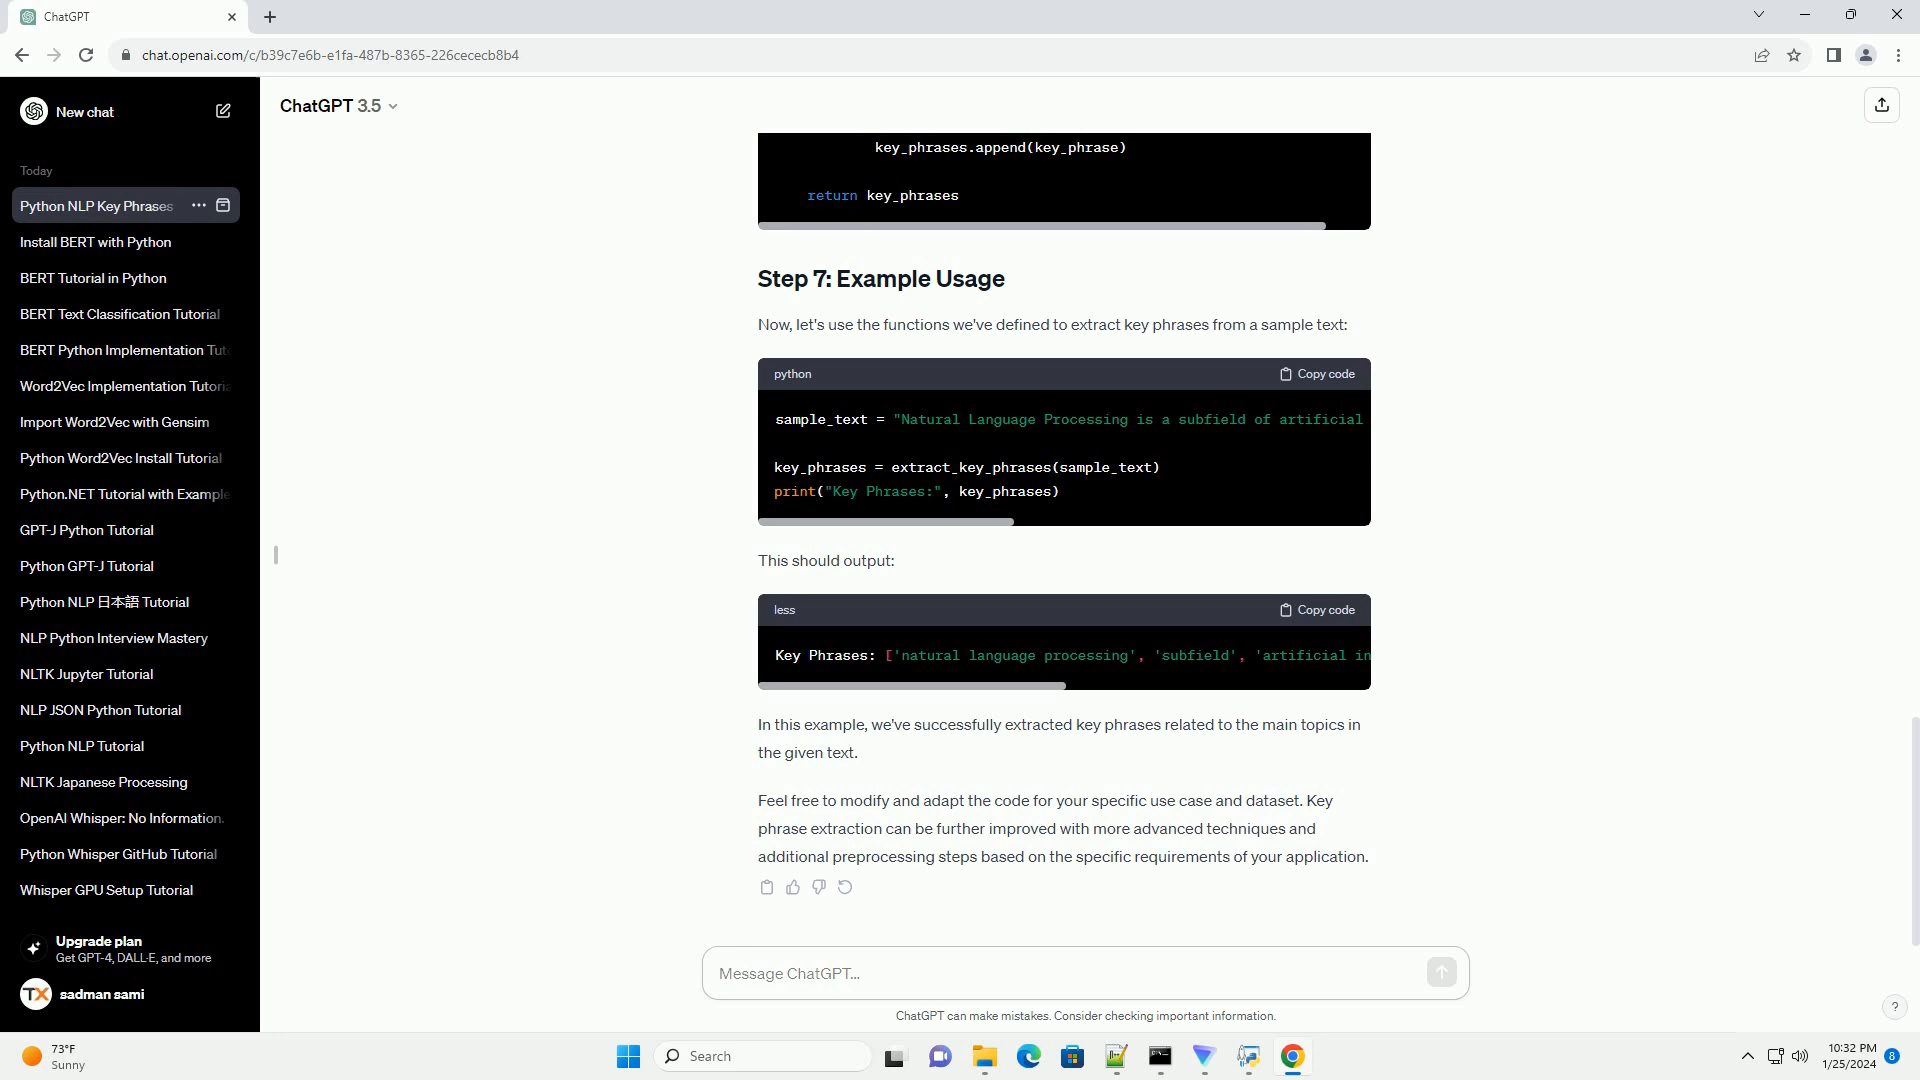 ChatGPT
chat.openai.com/c/b39c7e6b-e1fa-487b-8365-226cececb8b4
New chat
Today
Python NLP Key Phrases
Install BERT with Python
BERT Tutorial in Python
BERT Text Classification Tutorial
BERT Python Implementation Tut
Word2Vec Implementation Tutoria
Import Word2Vec with Gensim
Python Word2Vec Install Tutorial
Python.NET Tutorial with Example
GPT-J Python Tutorial
Python GPT-J Tutorial
Python NLP 日本語 Tutorial
NLP Python Interview Mastery
NLTK Jupyter Tutorial
NLP JSON Python Tutorial
Python NLP Tutorial
NLTK Japanese Processing
OpenAI Whisper: No Information.
Python Whisper GitHub Tutorial
Whisper GPU Setup Tutorial
Upgrade plan
Get GPT-4, DALL·E, and more
TX sadman sami
ChatGPT 3.5
key_phrases.append(key_phrase)
return key_phrases
Step 7: Example Usage
Now, let's use the functions we've defined to extract key phrases from a sample text:
python Copy code
sample_text = "Natural Language Processing is a subfield of artificial
key_phrases = extract_key_phrases(sample_text)
print("Key Phrases:", key_phrases)
This should output:
less Copy code
Key Phrases: ['natural language processing', 'subfield', 'artificial in
In this example, we've successfully extracted key phrases related to the main topics in
the given text.
Feel free to modify and adapt the code for your specific use case and dataset. Key
phrase extraction can be further improved with more advanced techniques and
additional preprocessing steps based on the specific requirements of your application.
Message ChatGPT…
ChatGPT can make mistakes. Consider checking important information.
?
73°F
Sunny
Search
10:32 PM
1/25/2024
8